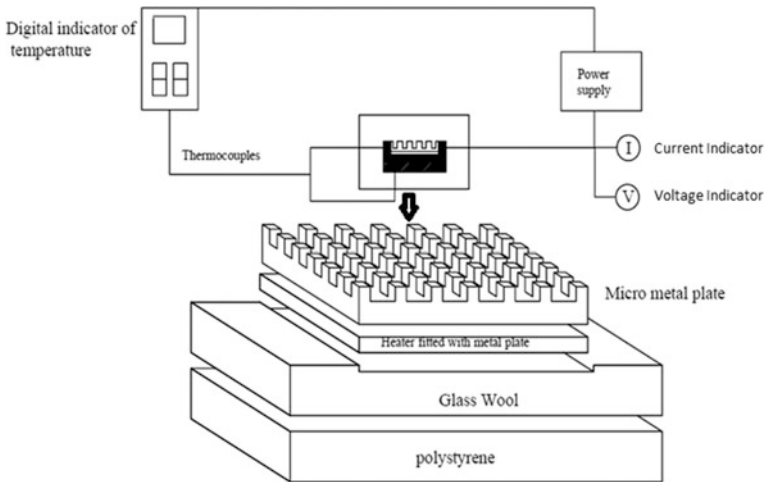 Digital indicator of
temperature
Power
supply
Thermocouples
I
Current Indicator
V
Voltage Indicator
Micro metal plate
Heater fitted with metal plate
Glass Wool
polystyrene